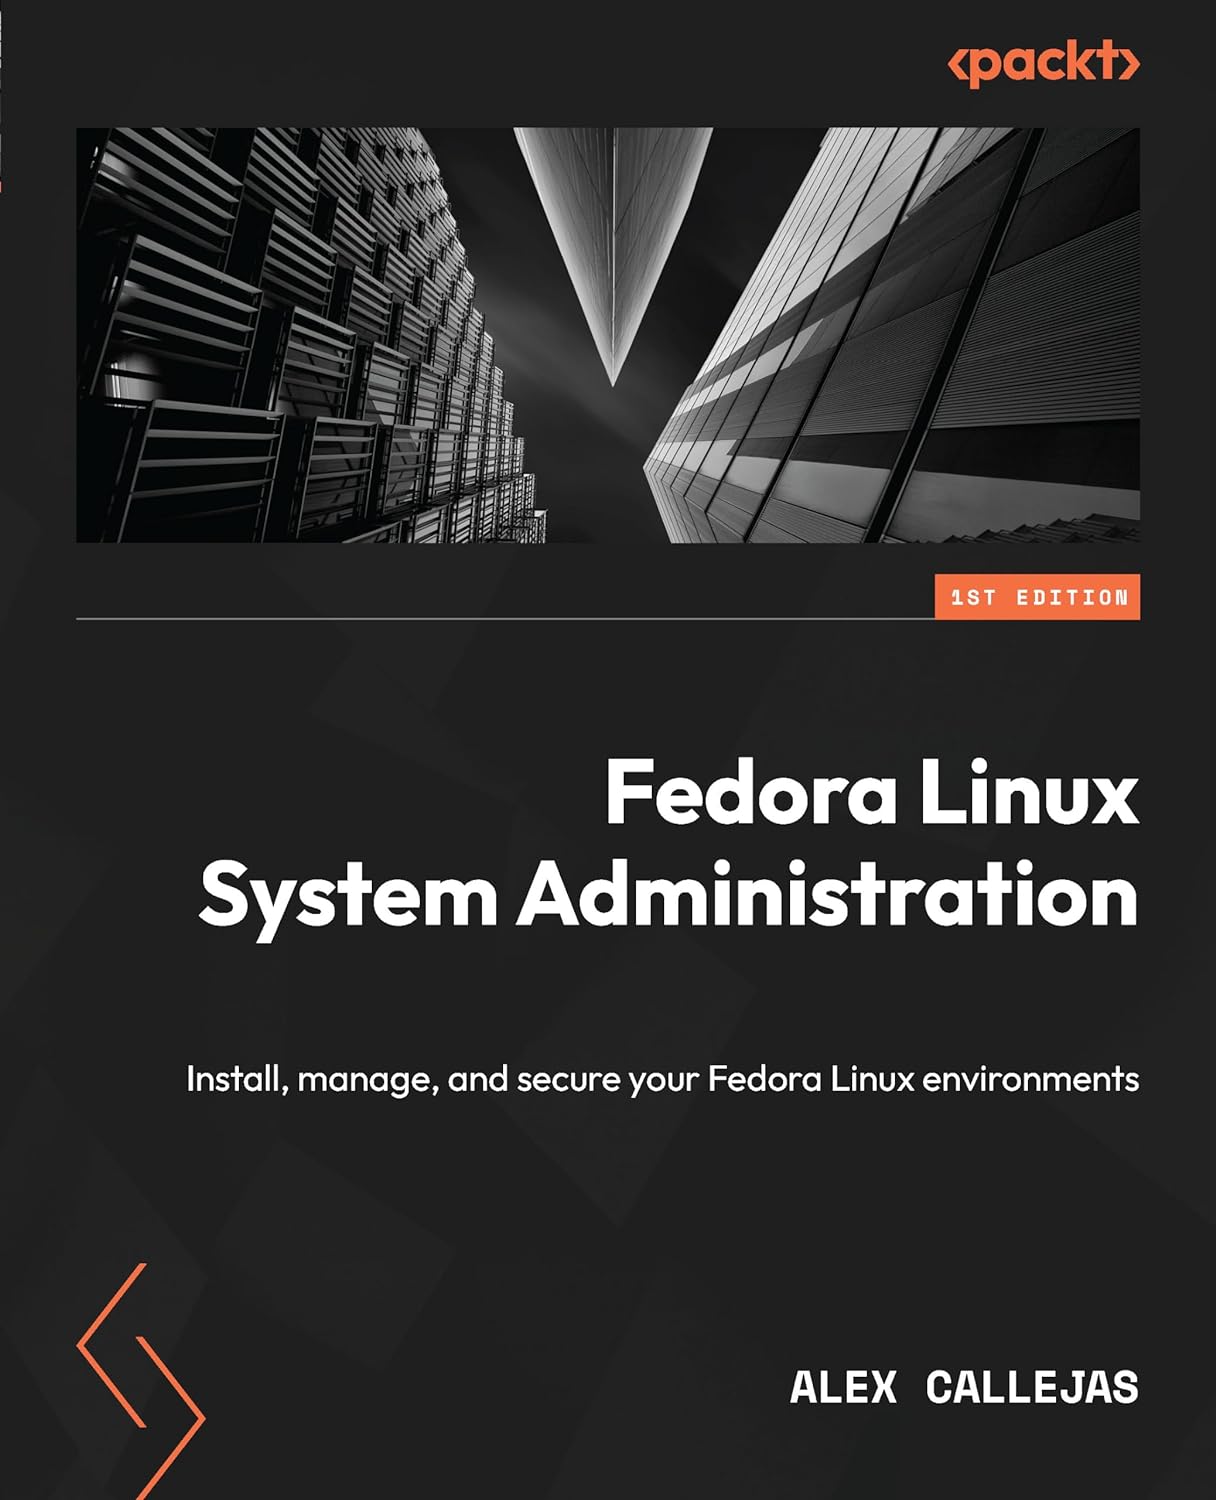 <packt>
1ST EDITION
Fedora Linux
System Administration
Install, manage, and secure your Fedora Linux environments
ALEX CALLEJAS